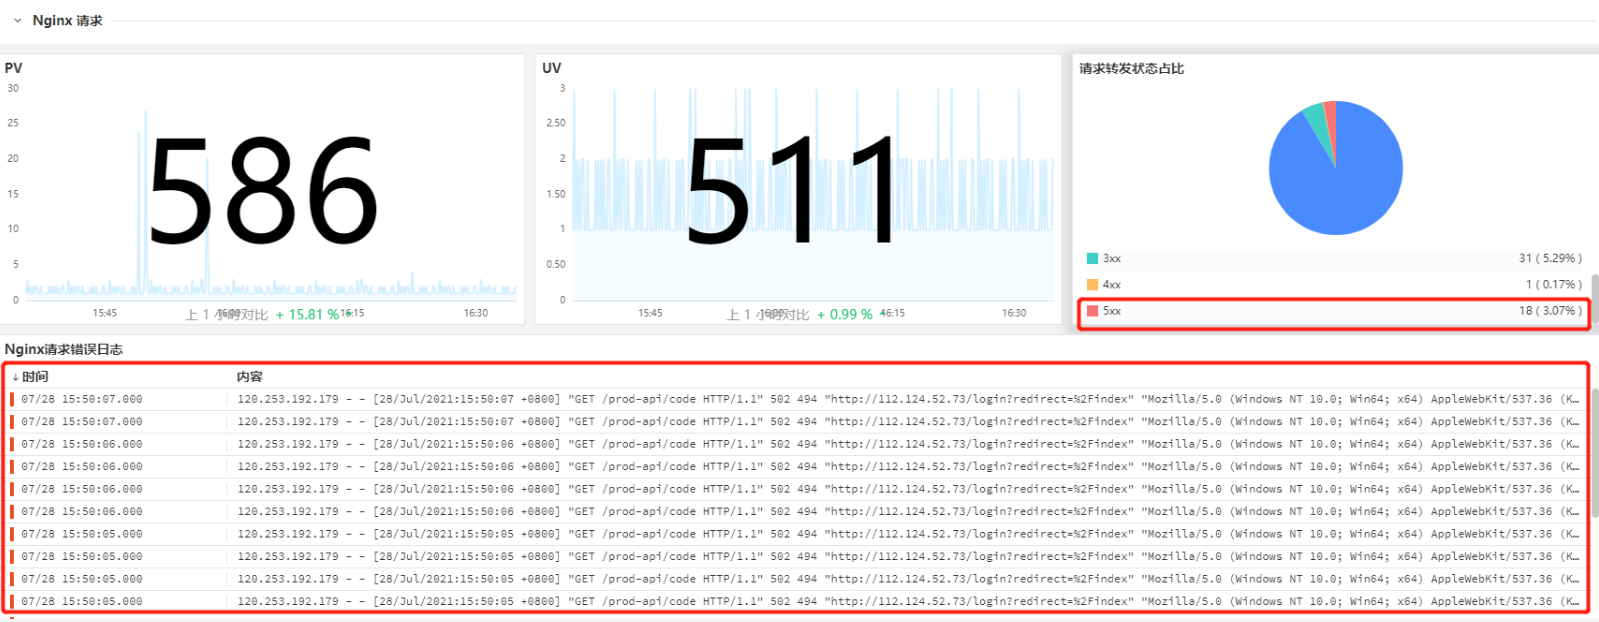 Nginx 请求
PV
30
25
20
15
10
5
0
586
15:45
16:00
16:15
16:30
上 1 小时对比 + 15.81 %
UV
3
2.50
2
1.50
1
0.50
0
511
15:45
16:00
16:15
16:30
上 1 小时对比 + 0.99 %
请求转发状态占比
3xx 31 ( 5.29% )
4xx 1 ( 0.17% )
5xx 18 ( 3.07% )
Nginx请求错误日志
↓ 时间 内容
07/28 15:50:07.000 120.253.192.179 - - [28/Jul/2021:15:50:07 +0800] "GET /prod-api/code HTTP/1.1" 502 494 "http://112.124.52.73/login?redirect=%2Findex" "Mozilla/5.0 (Windows NT 10.0; Win64; x64) AppleWebKit/537.36 (K...
07/28 15:50:07.000 120.253.192.179 - - [28/Jul/2021:15:50:07 +0800] "GET /prod-api/code HTTP/1.1" 502 494 "http://112.124.52.73/login?redirect=%2Findex" "Mozilla/5.0 (Windows NT 10.0; Win64; x64) AppleWebKit/537.36 (K...
07/28 15:50:06.000 120.253.192.179 - - [28/Jul/2021:15:50:06 +0800] "GET /prod-api/code HTTP/1.1" 502 494 "http://112.124.52.73/login?redirect=%2Findex" "Mozilla/5.0 (Windows NT 10.0; Win64; x64) AppleWebKit/537.36 (K...
07/28 15:50:06.000 120.253.192.179 - - [28/Jul/2021:15:50:06 +0800] "GET /prod-api/code HTTP/1.1" 502 494 "http://112.124.52.73/login?redirect=%2Findex" "Mozilla/5.0 (Windows NT 10.0; Win64; x64) AppleWebKit/537.36 (K...
07/28 15:50:06.000 120.253.192.179 - - [28/Jul/2021:15:50:06 +0800] "GET /prod-api/code HTTP/1.1" 502 494 "http://112.124.52.73/login?redirect=%2Findex" "Mozilla/5.0 (Windows NT 10.0; Win64; x64) AppleWebKit/537.36 (K...
07/28 15:50:06.000 120.253.192.179 - - [28/Jul/2021:15:50:06 +0800] "GET /prod-api/code HTTP/1.1" 502 494 "http://112.124.52.73/login?redirect=%2Findex" "Mozilla/5.0 (Windows NT 10.0; Win64; x64) AppleWebKit/537.36 (K...
07/28 15:50:05.000 120.253.192.179 - - [28/Jul/2021:15:50:05 +0800] "GET /prod-api/code HTTP/1.1" 502 494 "http://112.124.52.73/login?redirect=%2Findex" "Mozilla/5.0 (Windows NT 10.0; Win64; x64) AppleWebKit/537.36 (K...
07/28 15:50:05.000 120.253.192.179 - - [28/Jul/2021:15:50:05 +0800] "GET /prod-api/code HTTP/1.1" 502 494 "http://112.124.52.73/login?redirect=%2Findex" "Mozilla/5.0 (Windows NT 10.0; Win64; x64) AppleWebKit/537.36 (K...
07/28 15:50:05.000 120.253.192.179 - - [28/Jul/2021:15:50:05 +0800] "GET /prod-api/code HTTP/1.1" 502 494 "http://112.124.52.73/login?redirect=%2Findex" "Mozilla/5.0 (Windows NT 10.0; Win64; x64) AppleWebKit/537.36 (K...
07/28 15:50:05.000 120.253.192.179 - - [28/Jul/2021:15:50:05 +0800] "GET /prod-api/code HTTP/1.1" 502 494 "http://112.124.52.73/login?redirect=%2Findex" "Mozilla/5.0 (Windows NT 10.0; Win64; x64) AppleWebKit/537.36 (K...